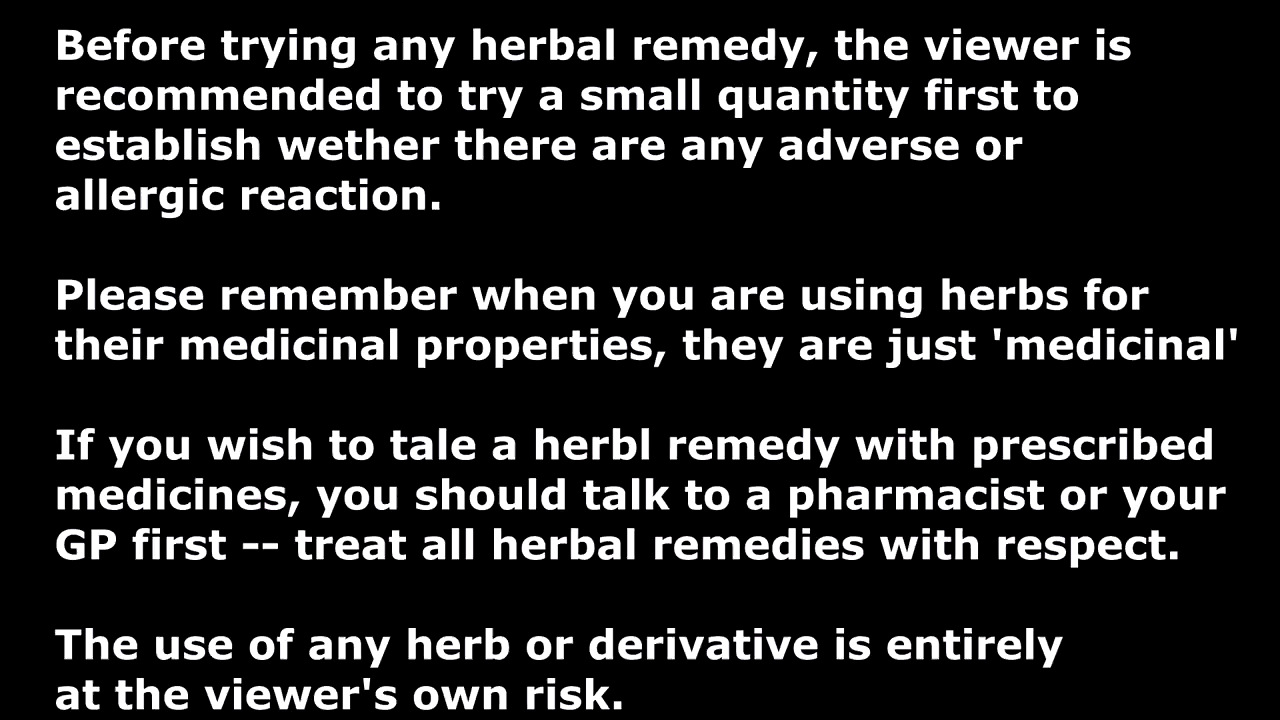 Before trying any herbal remedy, the viewer is
recommended to try a small quantity first to
establish wether there are any adverse or
allergic reaction.
Please remember when you are using herbs for
their medicinal properties, they are just 'medicinal'
If you wish to tale a herbl remedy with prescribed
medicines, you should talk to a pharmacist or your
GP first -- treat all herbal remedies with respect.
The use of any herb or derivative is entirely
at the viewer's own risk.